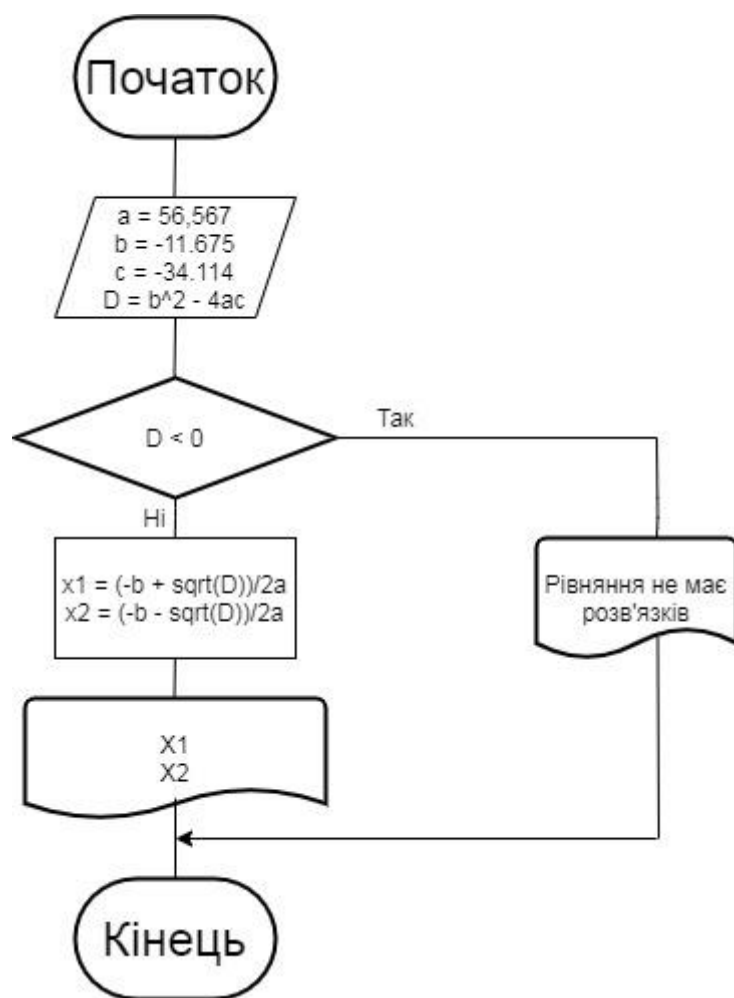 Початок
a = 56,567
b = -11.675
c = -34.114
D = b^2 - 4ac
D < 0
Так
Ні
x1 = (-b + sqrt(D))/2a
x2 = (-b - sqrt(D))/2a
Рівняння не має
розв'язків
X1
X2
Кінець